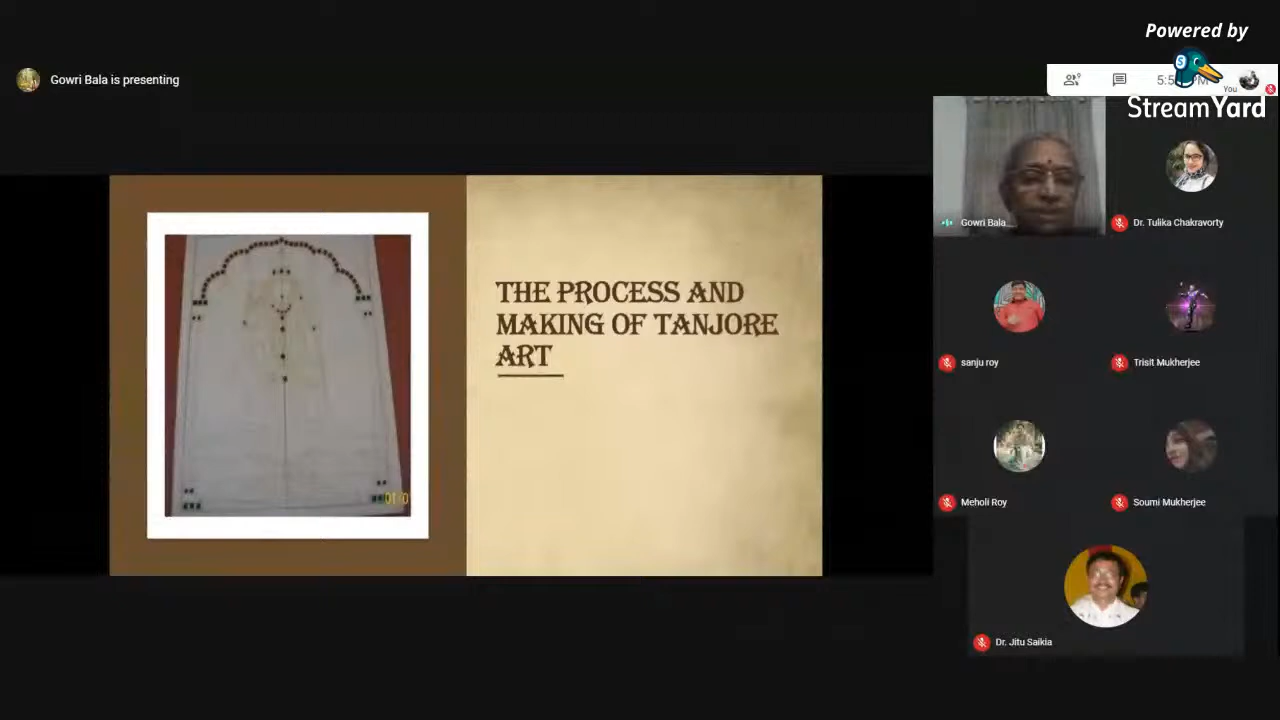 Powered by
StreamYard
Gowri Bala is presenting
You
Gowri Bala
Dr. Tulika Chakravorty
THE PROCESS AND
MAKING OF TANJORE
ART
sanju roy
Trisit Mukherjee
Meholi Roy
Soumi Mukherjee
Dr. Jitu Saikia